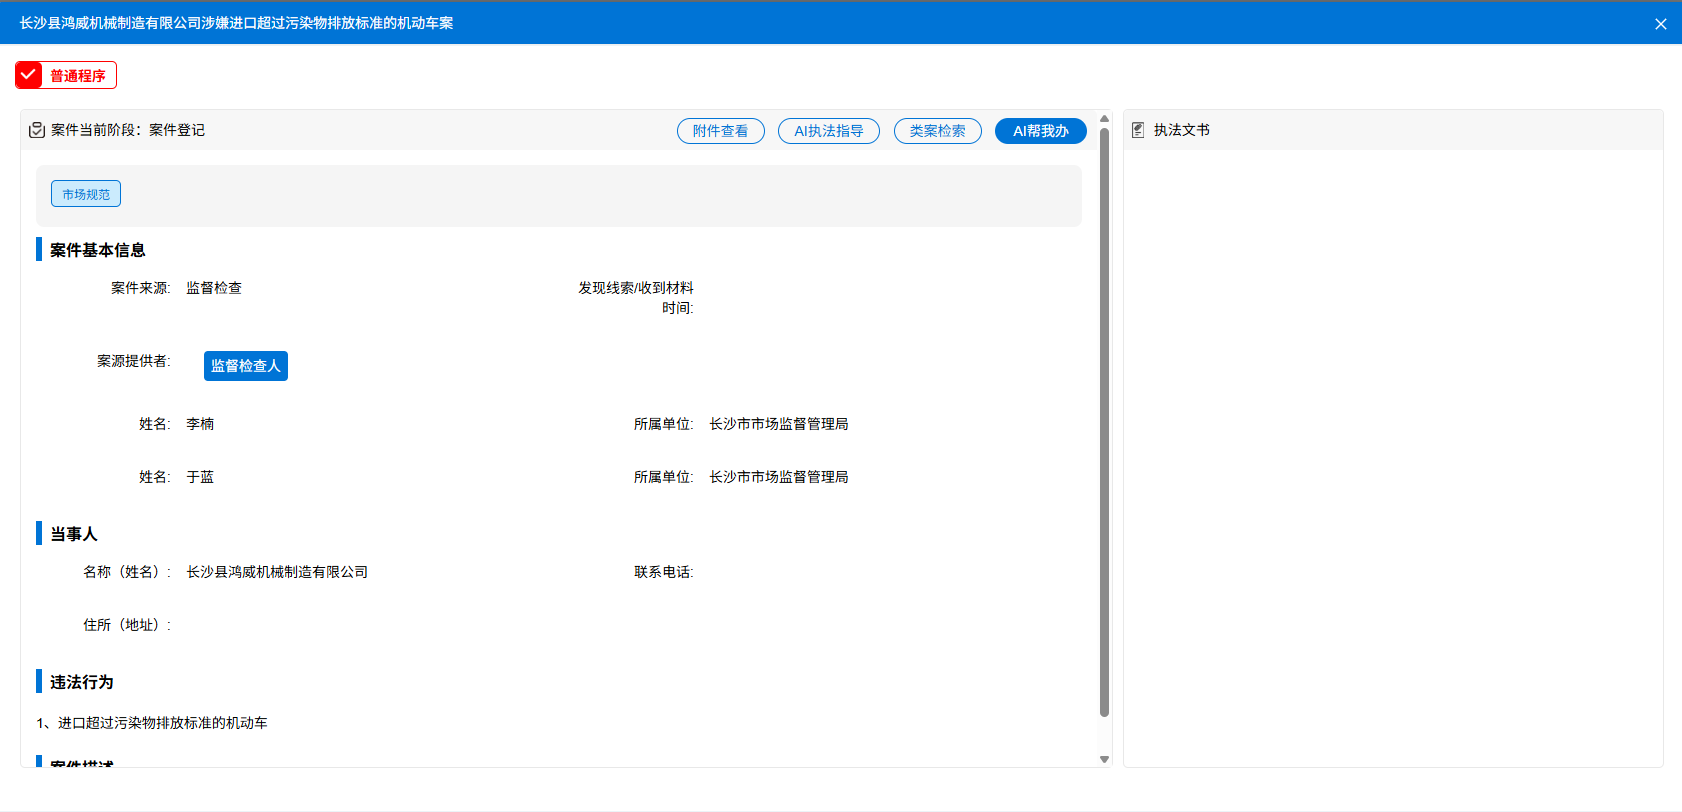 长沙县鸿威机械制造有限公司涉嫌进口超过污染物排放标准的机动车案
普通程序
案件当前阶段：案件登记
附件查看
AI执法指导
类案检索
AI帮我办
执法文书
市场规范
案件基本信息
案件来源: 监督检查
发现线索/收到材料
时间:
案源提供者: 监督检查人
姓名: 李楠 所属单位: 长沙市市场监督管理局
姓名: 于蓝 所属单位: 长沙市市场监督管理局
当事人
名称（姓名）: 长沙县鸿威机械制造有限公司 联系电话:
住所（地址）:
违法行为
1、进口超过污染物排放标准的机动车
案件描述